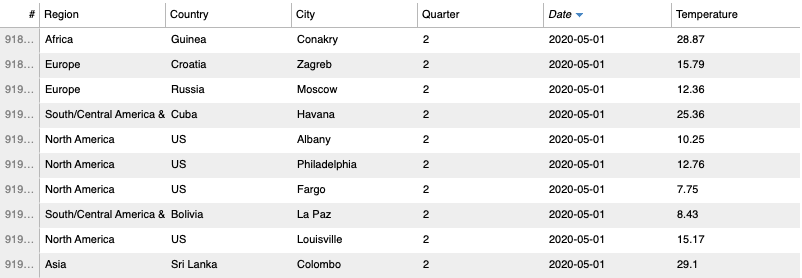 # Region Country City Quarter Date Temperature
918... Africa Guinea Conakry 2 2020-05-01 28.87
918... Europe Croatia Zagreb 2 2020-05-01 15.79
919... Europe Russia Moscow 2 2020-05-01 12.36
919... South/Central America & Cuba Havana 2 2020-05-01 25.36
919... North America US Albany 2 2020-05-01 10.25
919... North America US Philadelphia 2 2020-05-01 12.76
919... North America US Fargo 2 2020-05-01 7.75
919... South/Central America & Bolivia La Paz 2 2020-05-01 8.43
919... North America US Louisville 2 2020-05-01 15.17
919... Asia Sri Lanka Colombo 2 2020-05-01 29.1